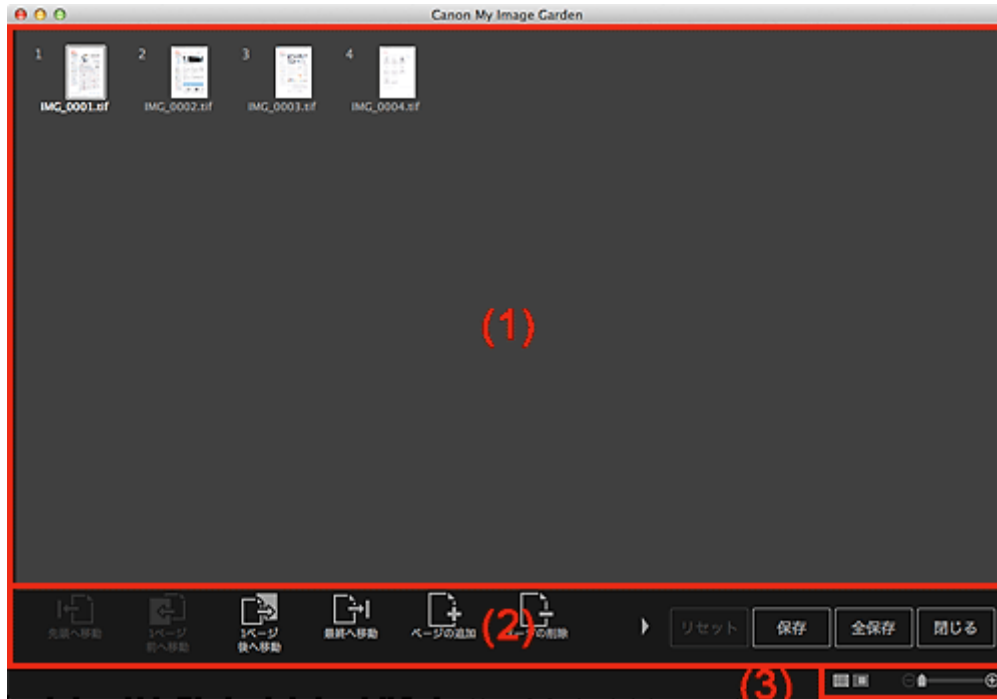 Canon My Image Garden
1
2
3
4
IMG_0001.tif
IMG_0002.tif
IMG_0003.tif
IMG_0004.tif
(1)
先頭へ移動
1ページ
前へ移動
1ページ
後へ移動
最終へ移動
ページの追加
(2)
の削除
リセット
保存
全保存
閉じる
(3)